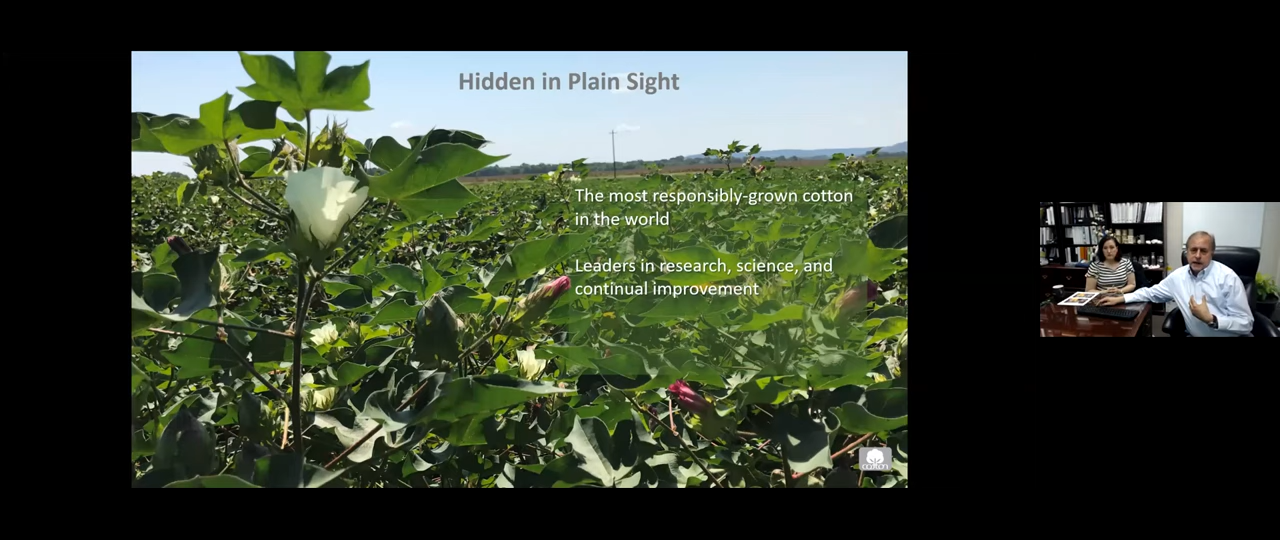 Hidden in Plain Sight
The most responsibly-grown cotton
in the world
Leaders in research, science, and
continual improvement
cotton